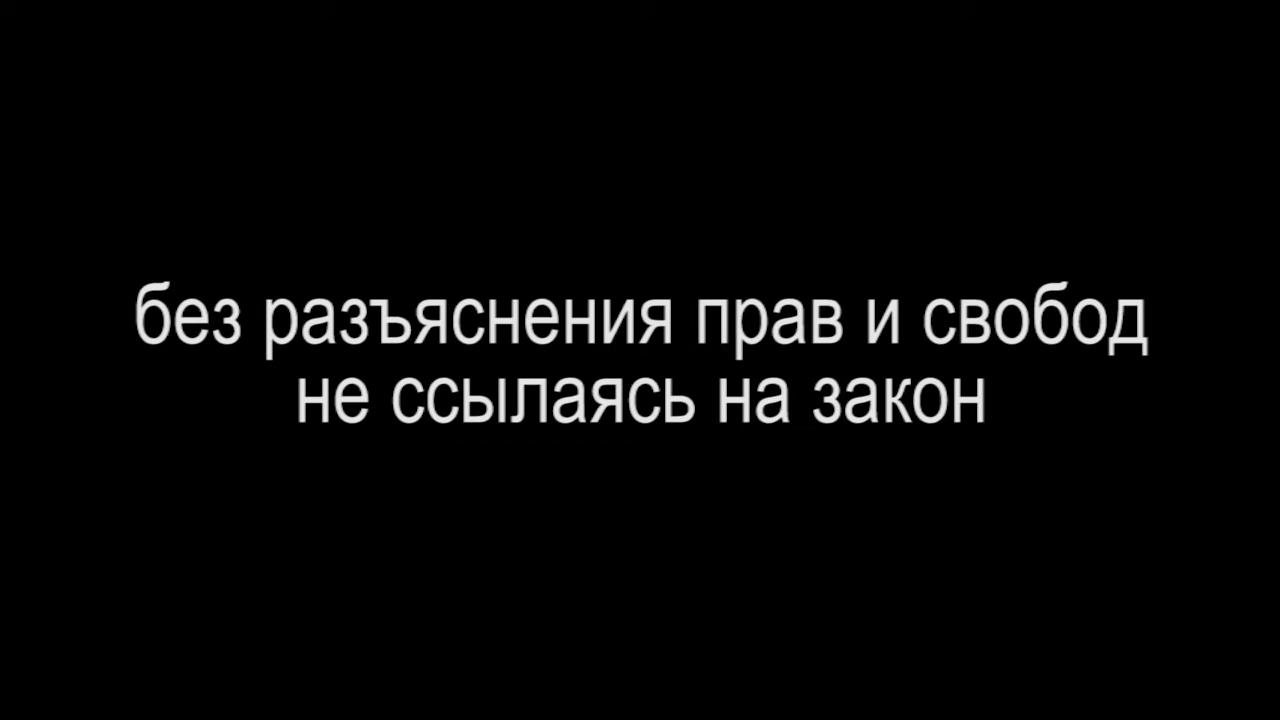 без разъяснения прав и свобод
не ссылаясь на закон